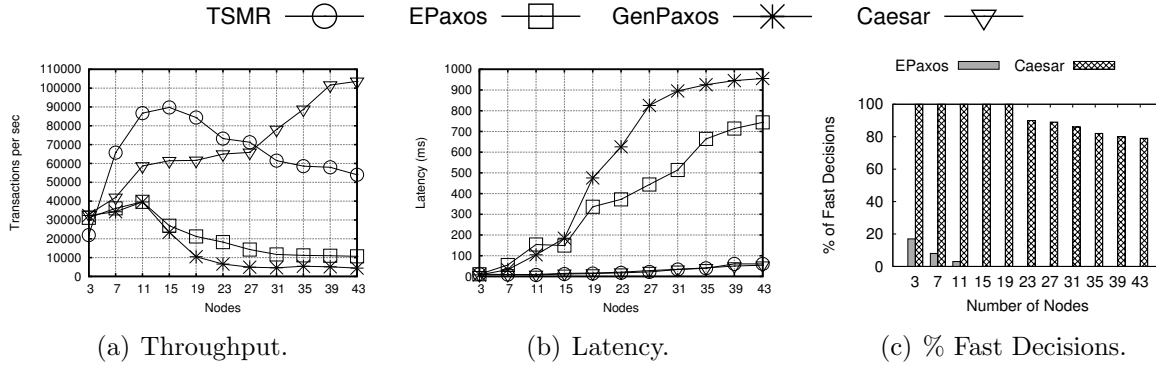 TSMR EPaxos GenPaxos Caesar
110000
100000
90000
80000
70000
60000
50000
40000
30000
20000
10000
0
3 7 11 15 19 23 27 31 35 39 43
Nodes
Transactions per sec
(a) Throughput.
1000
900
800
700
600
500
400
300
200
100
0
3 7 11 15 19 23 27 31 35 39 43
Nodes
Latency (ms)
(b) Latency.
EPaxos Caesar
100
80
60
40
20
0
3 7 11 15 19 23 27 31 35 39 43
Number of Nodes
% of Fast Decisions
(c) % Fast Decisions.